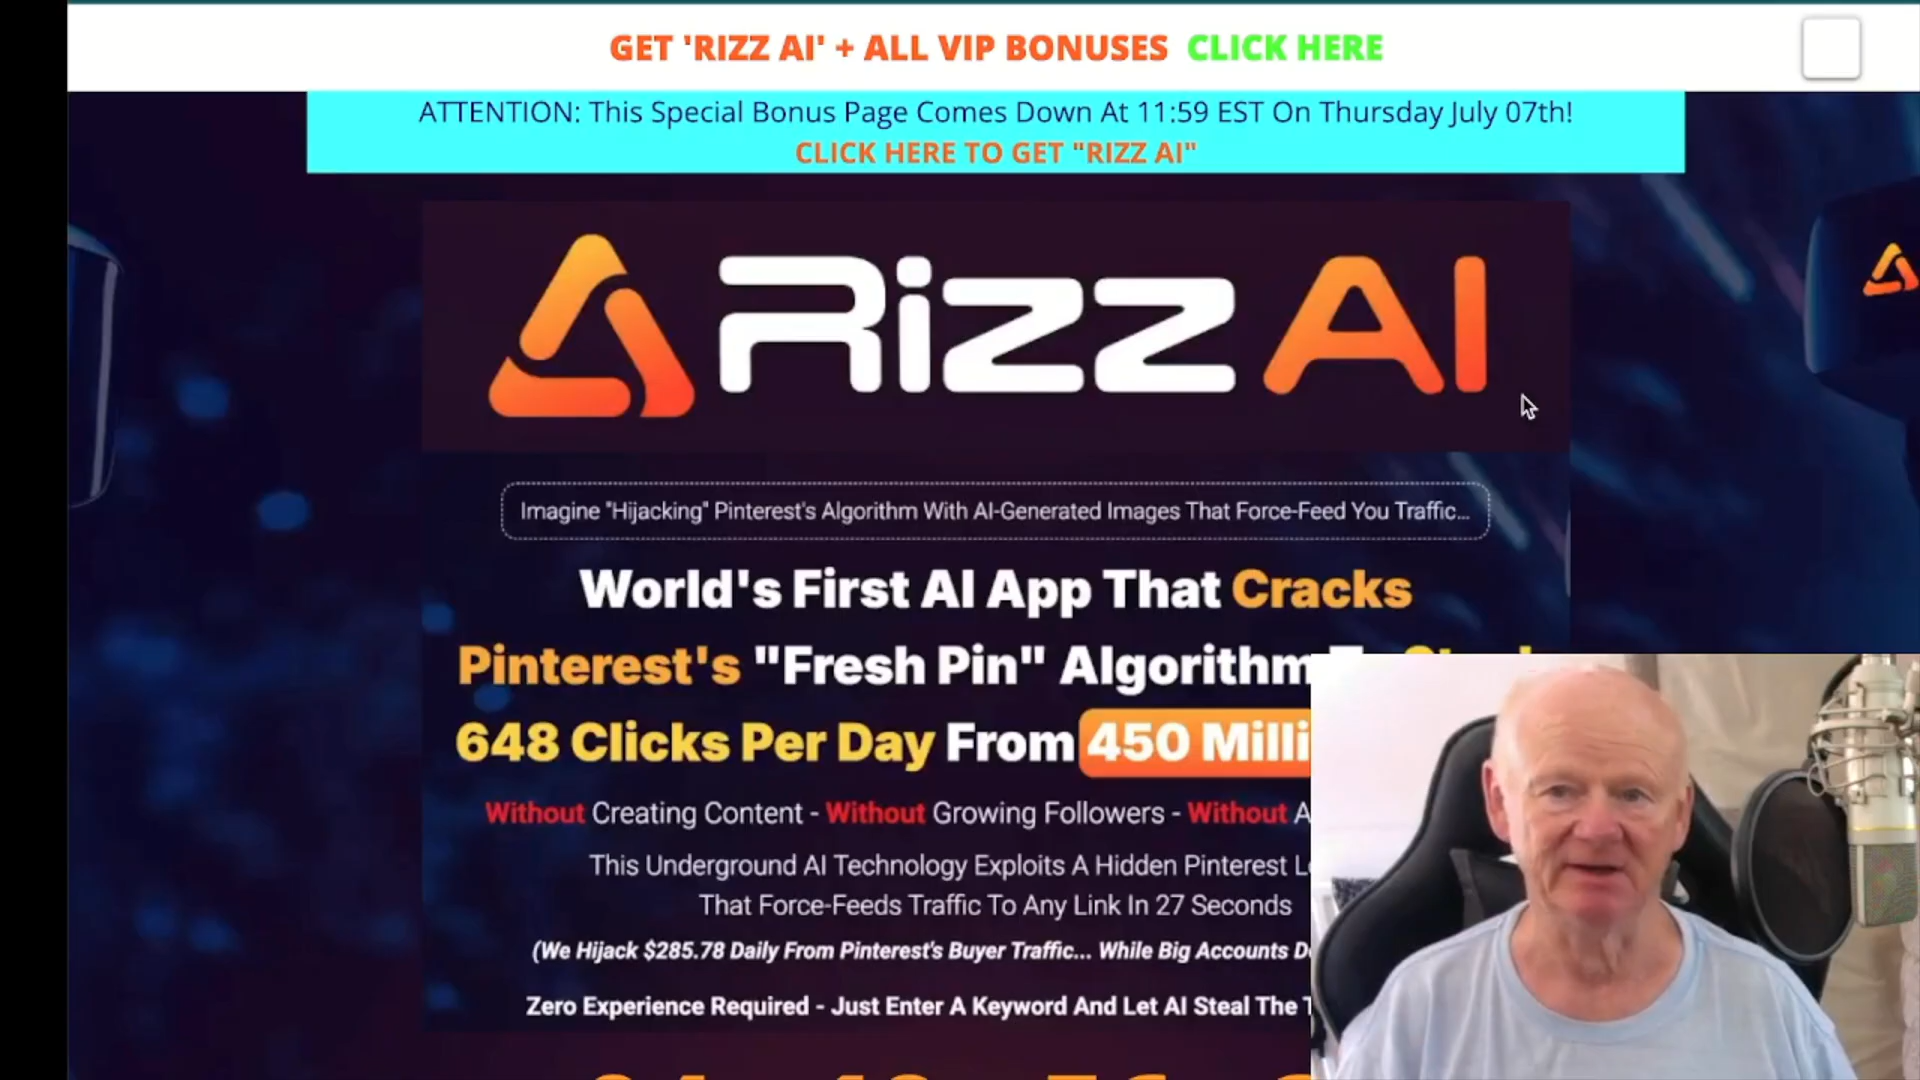 GET 'RIZZ AI' + ALL VIP BONUSES CLICK HERE
ATTENTION: This Special Bonus Page Comes Down At 11:59 EST On Thursday July 07th!
CLICK HERE TO GET "RIZZ AI"
Rizz AI
Imagine "Hijacking" Pinterest's Algorithm With AI-Generated Images That Force-Feed You Traffic...
World's First AI App That Cracks
Pinterest's "Fresh Pin" Algorithm
648 Clicks Per Day From 450 Milli
Without Creating Content - Without Growing Followers - Without A
This Underground AI Technology Exploits A Hidden Pinterest L
That Force-Feeds Traffic To Any Link In 27 Seconds
(We Hijack $285.78 Daily From Pinterest's Buyer Traffic... While Big Accounts D
Zero Experience Required - Just Enter A Keyword And Let AI Steal The T